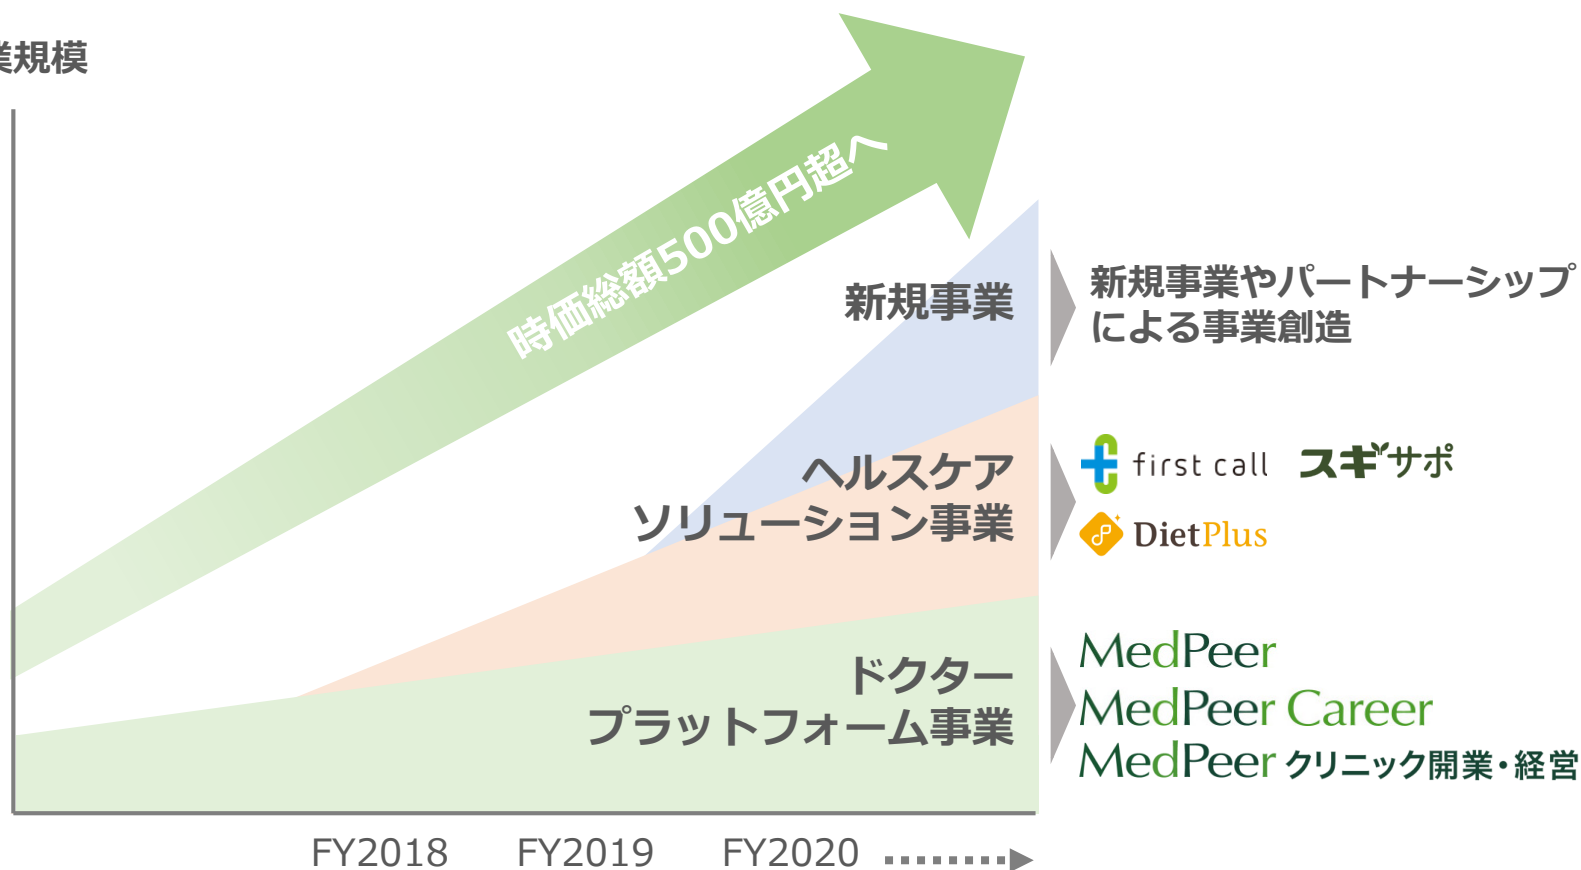 業規模
時価総額500億円超へ
新規事業
新規事業やパートナーシップ
による事業創造
ヘルスケア
ソリューション事業
first call
スギサポ
DietPlus
ドクター
プラットフォーム事業
MedPeer
MedPeer Career
MedPeer クリニック開業・経営
FY2018 FY2019 FY2020